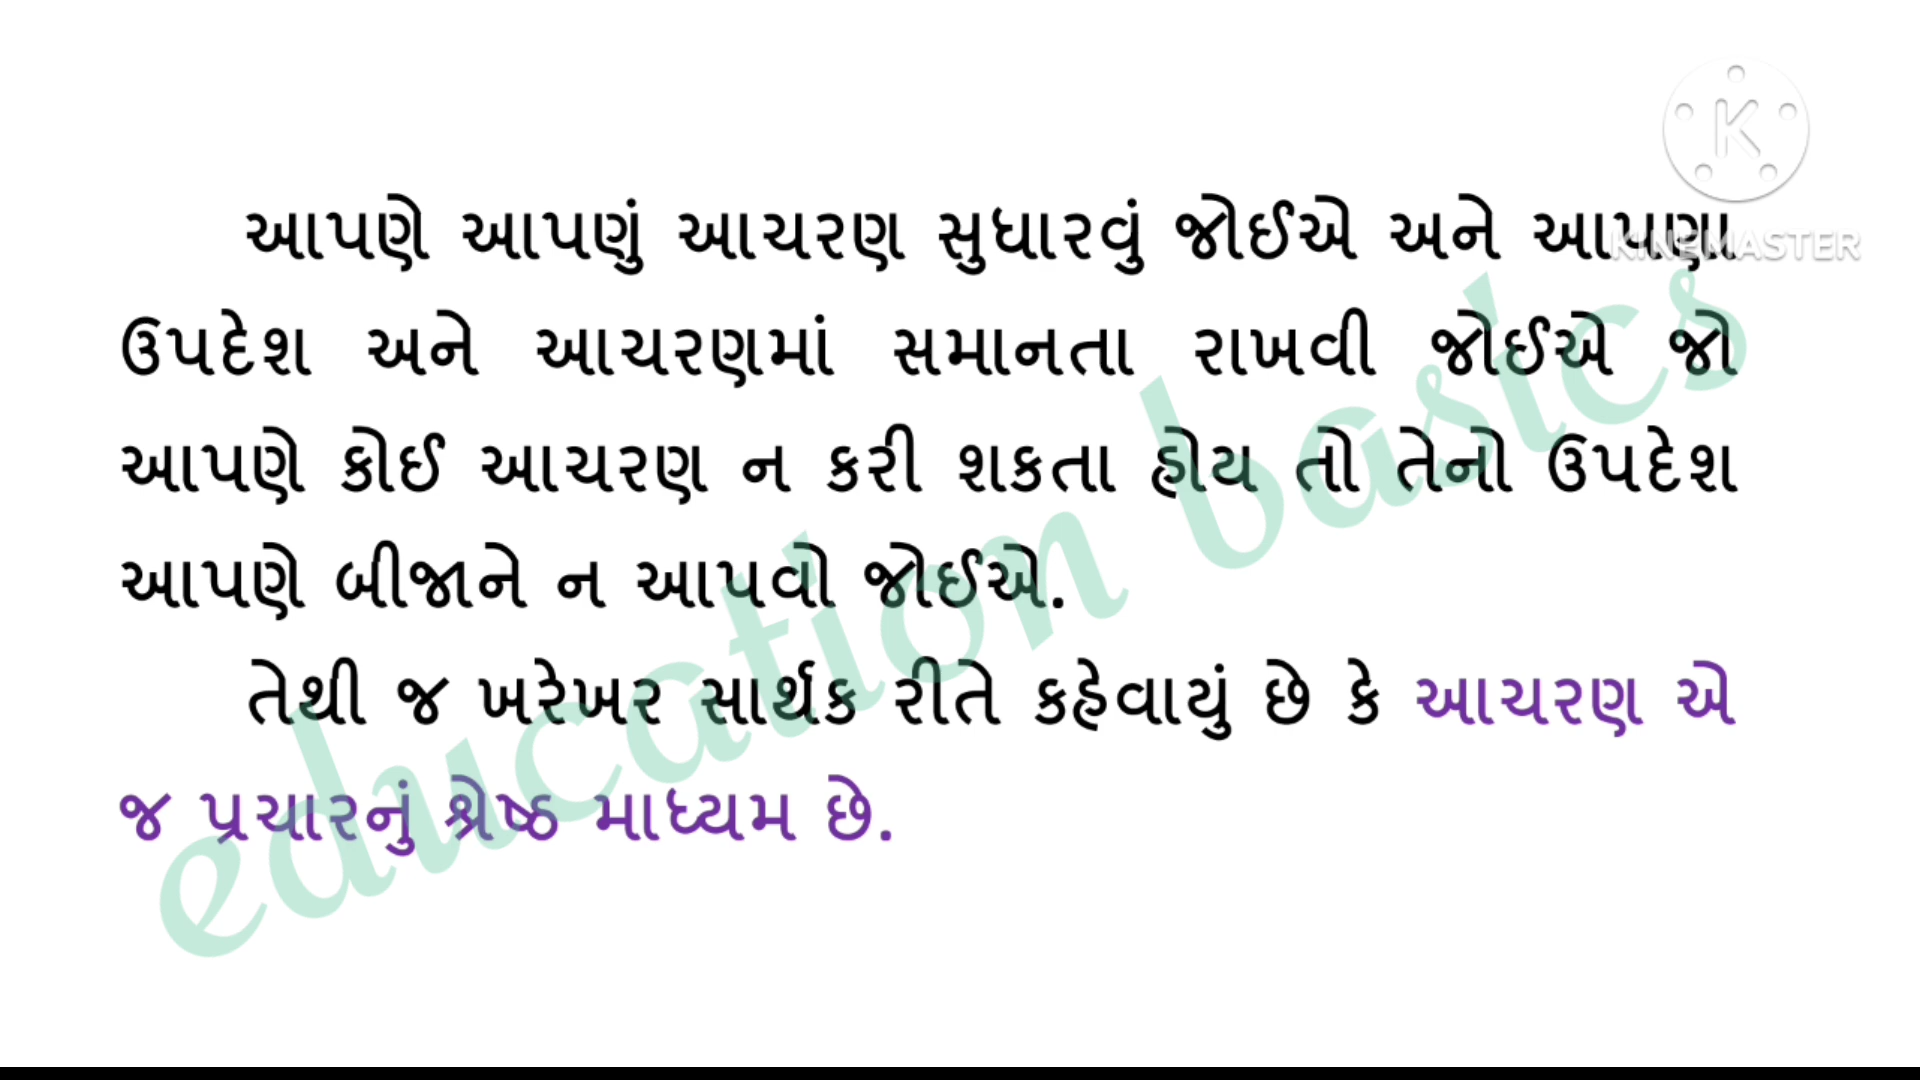 K
KINEMASTER
આપણે આપણું આચરણ સુધારવું જોઈએ અને આપણા
ઉપદેશ અને આચરણમાં સમાનતા રાખવી જોઈએ જો
આપણે કોઈ આચરણ ન કરી શકતા હોય તો તેનો ઉપદેશ
આપણે બીજાને ન આપવો જોઈએ.
તેથી જ ખરેખર સાર્થક રીતે કહેવાયું છે કે આચરણ એ
જ પ્રચારનું શ્રેષ્ઠ માધ્યમ છે.
education basics